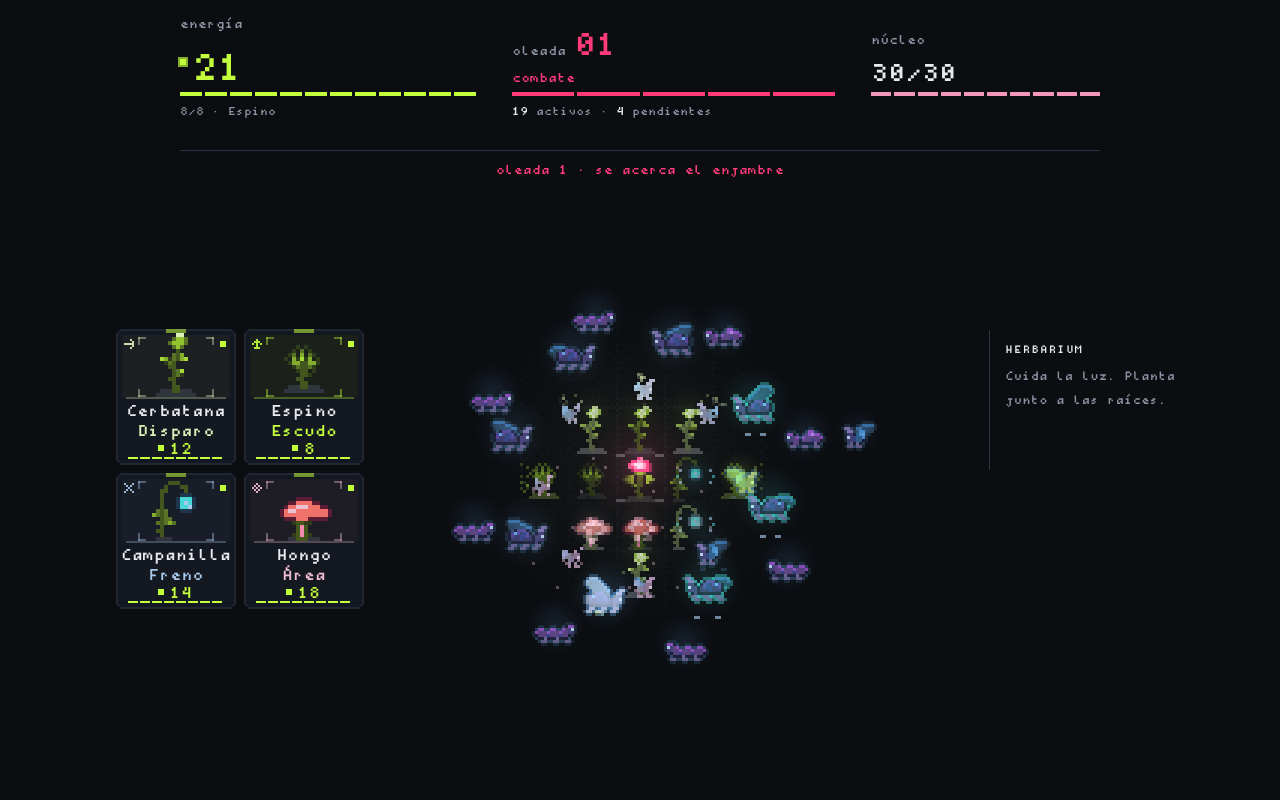 energía
21
8/8 · Espino
oleada 01
combate
19 activos · 4 pendientes
núcleo
30/30
oleada 1 · se acerca el enjambre
Cerbatana
Disparo
12
Espino
Escudo
8
Campanilla
Freno
14
Hongo
Área
18
HERBARIUM
Cuida la luz. Planta
junto a las raíces.